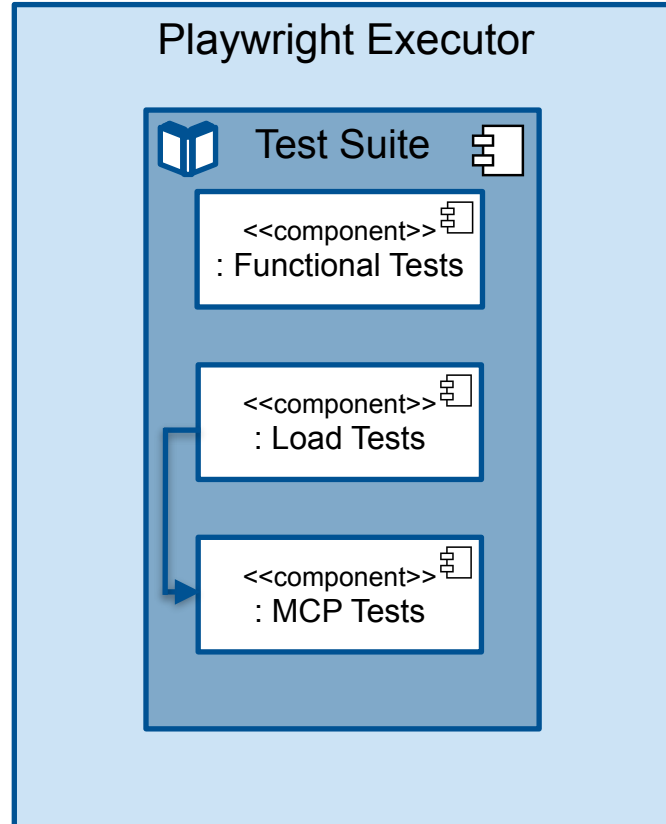 Playwright Executor
Test Suite
<<component>>
: Functional Tests
<<component>>
: Load Tests
<<component>>
: MCP Tests